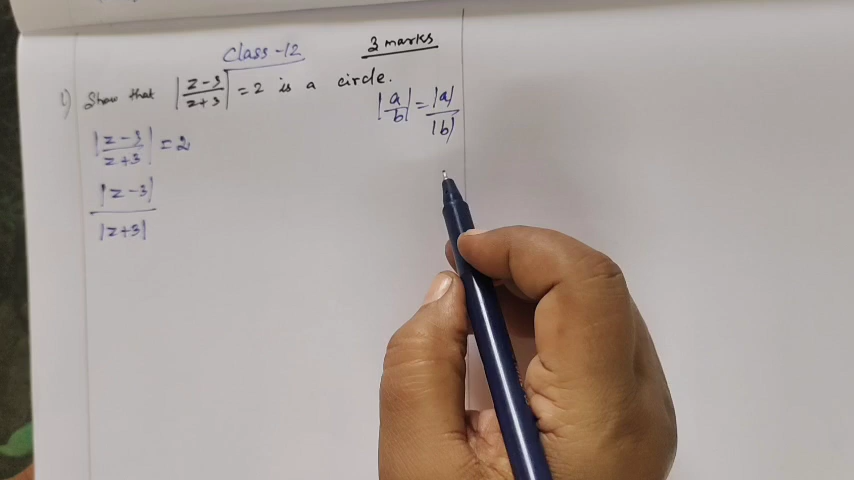 Class-12
3 marks
1) Show that |z-3/z+3| = 2 is a circle.
|a/b| = |a|/|b|
|z-3/z+3| = 2
|z-3|
|z+3|